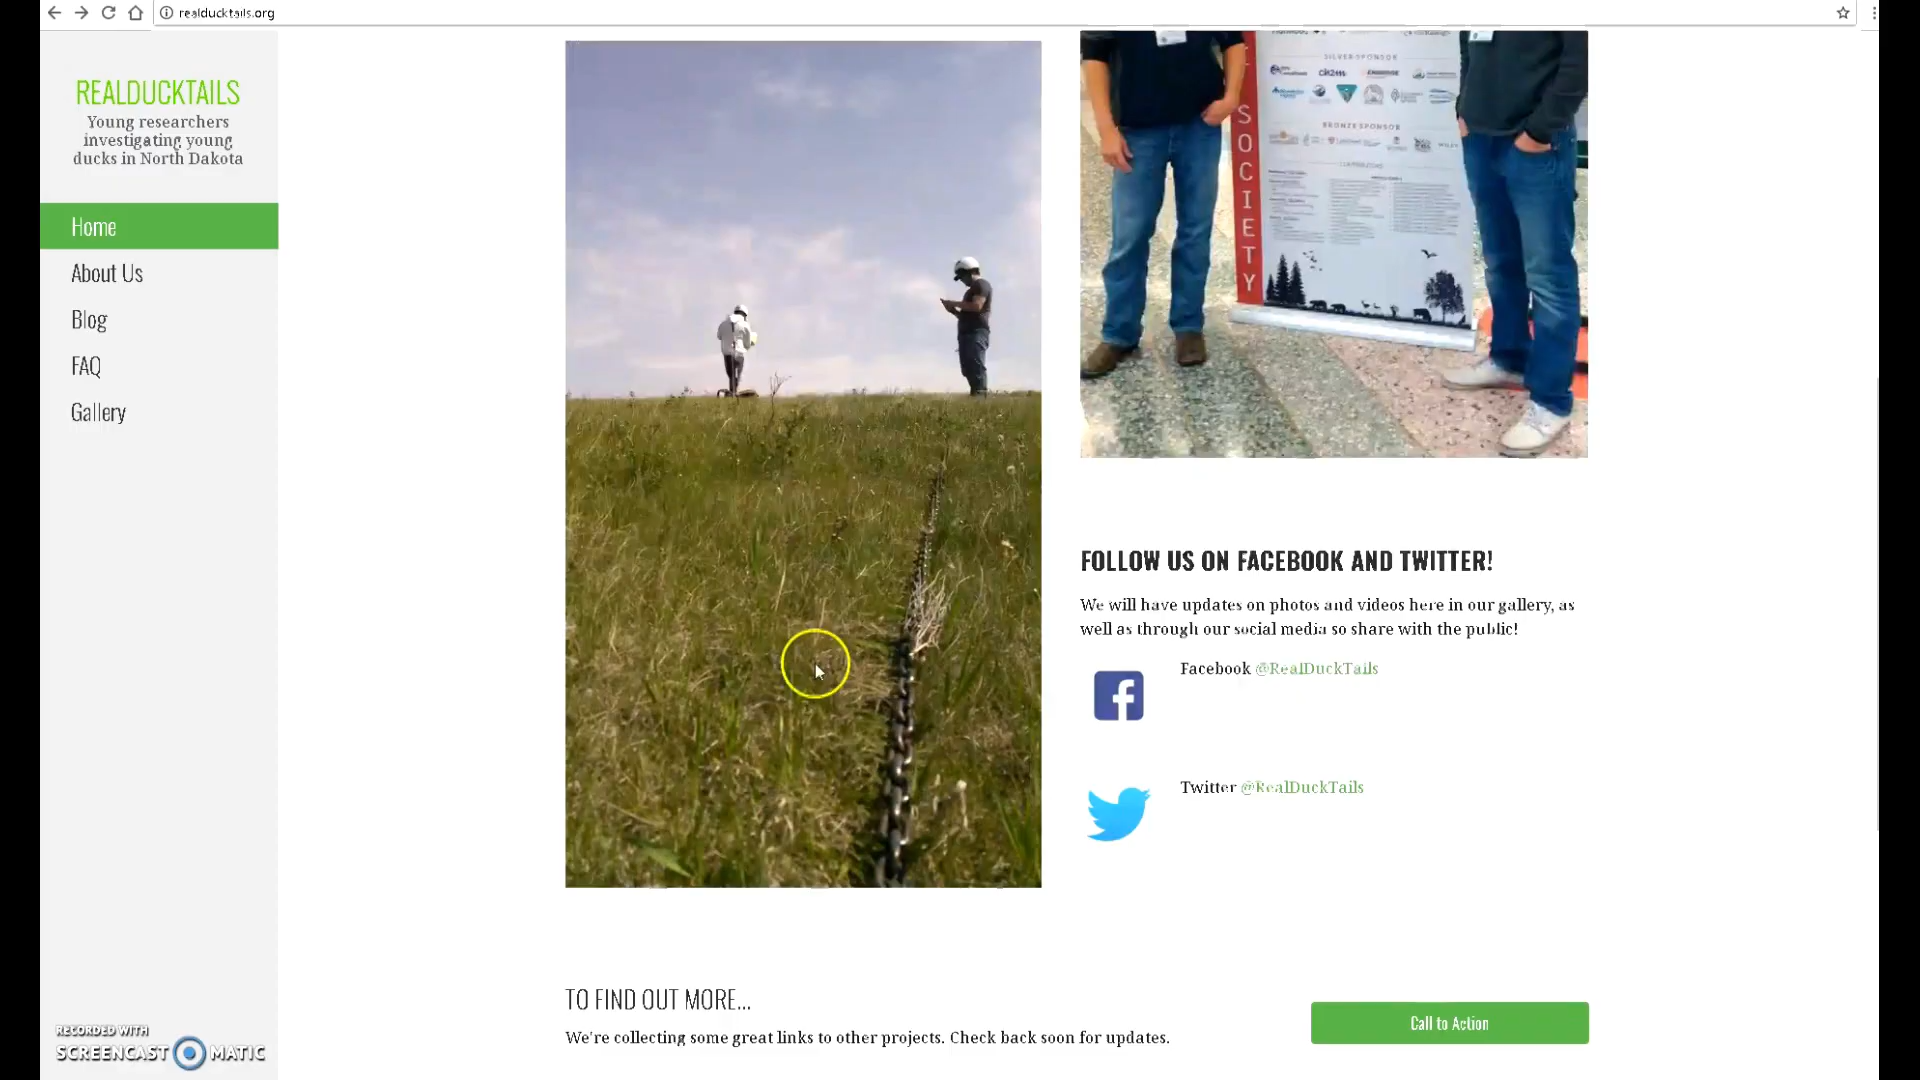 realducktails.org
REALDUCKTAILS
Young researchers
investigating young
ducks in North Dakota
Home
About Us
Blog
FAQ
Gallery
SILVER SPONSOR
BRONZE SPONSOR
SOCIETY
FOLLOW US ON FACEBOOK AND TWITTER!
We will have updates on photos and videos here in our gallery, as
well as through our social media so share with the public!
Facebook @RealDuckTails
Twitter @RealDuckTails
TO FIND OUT MORE...
We're collecting some great links to other projects. Check back soon for updates.
Call to Action
RECORDED WITH
SCREENCAST MATIC